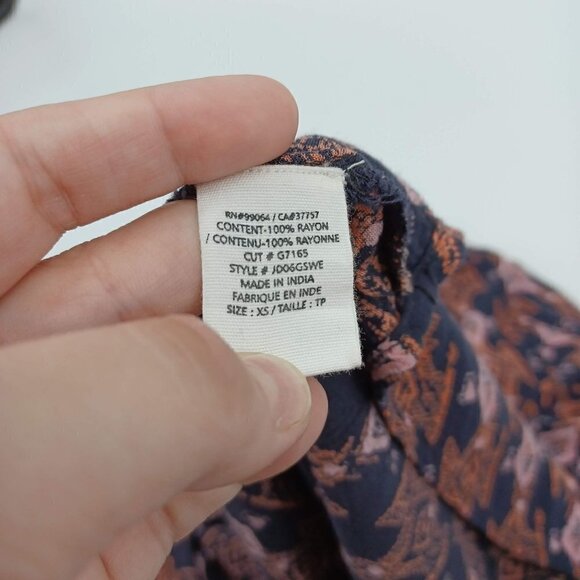 RN#99064 / CA#37757
CONTENT-100% RAYON
/ CONTENU-100% RAYONNE
CUT # G7165
STYLE # J006GSWE
MADE IN INDIA
FABRIQUE EN INDE
SIZE : XS / TAILLE : TP